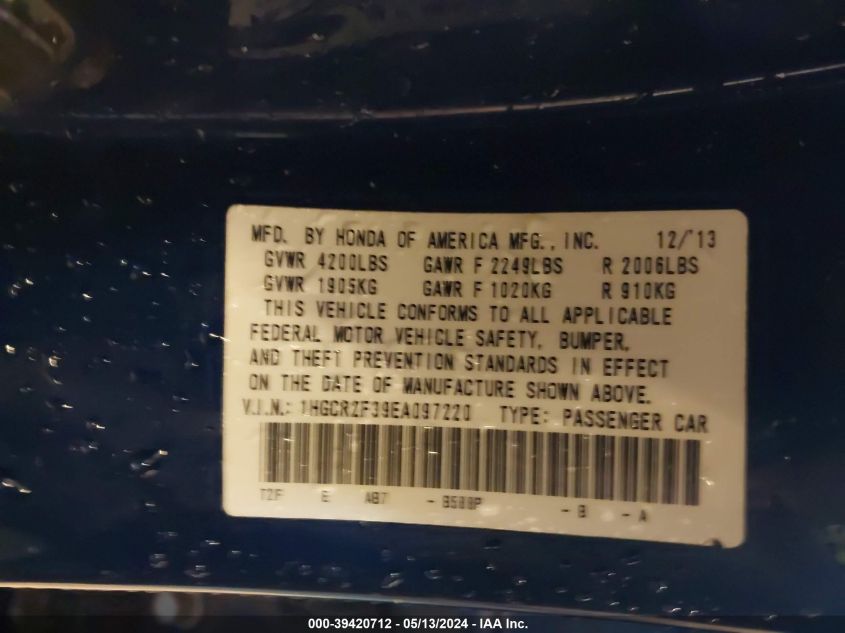 MFD. BY HONDA OF AMERICA MFG., INC. 12/13
GVWR 4200LBS GAWR F 2249LBS R 2006LBS
GVWR 1905KG GAWR F 1020KG R 910KG
THIS VEHICLE CONFORMS TO ALL APPLICABLE
FEDERAL MOTOR VEHICLE SAFETY, BUMPER,
AND THEFT PREVENTION STANDARDS IN EFFECT
ON THE DATE OF MANUFACTURE SHOWN ABOVE.
V.I.N.: 1HGCR2F39EA097220 TYPE: PASSENGER CAR
T2F E AB7 - B588P - B - A
000-39420712 - 05/13/2024 - IAA Inc.